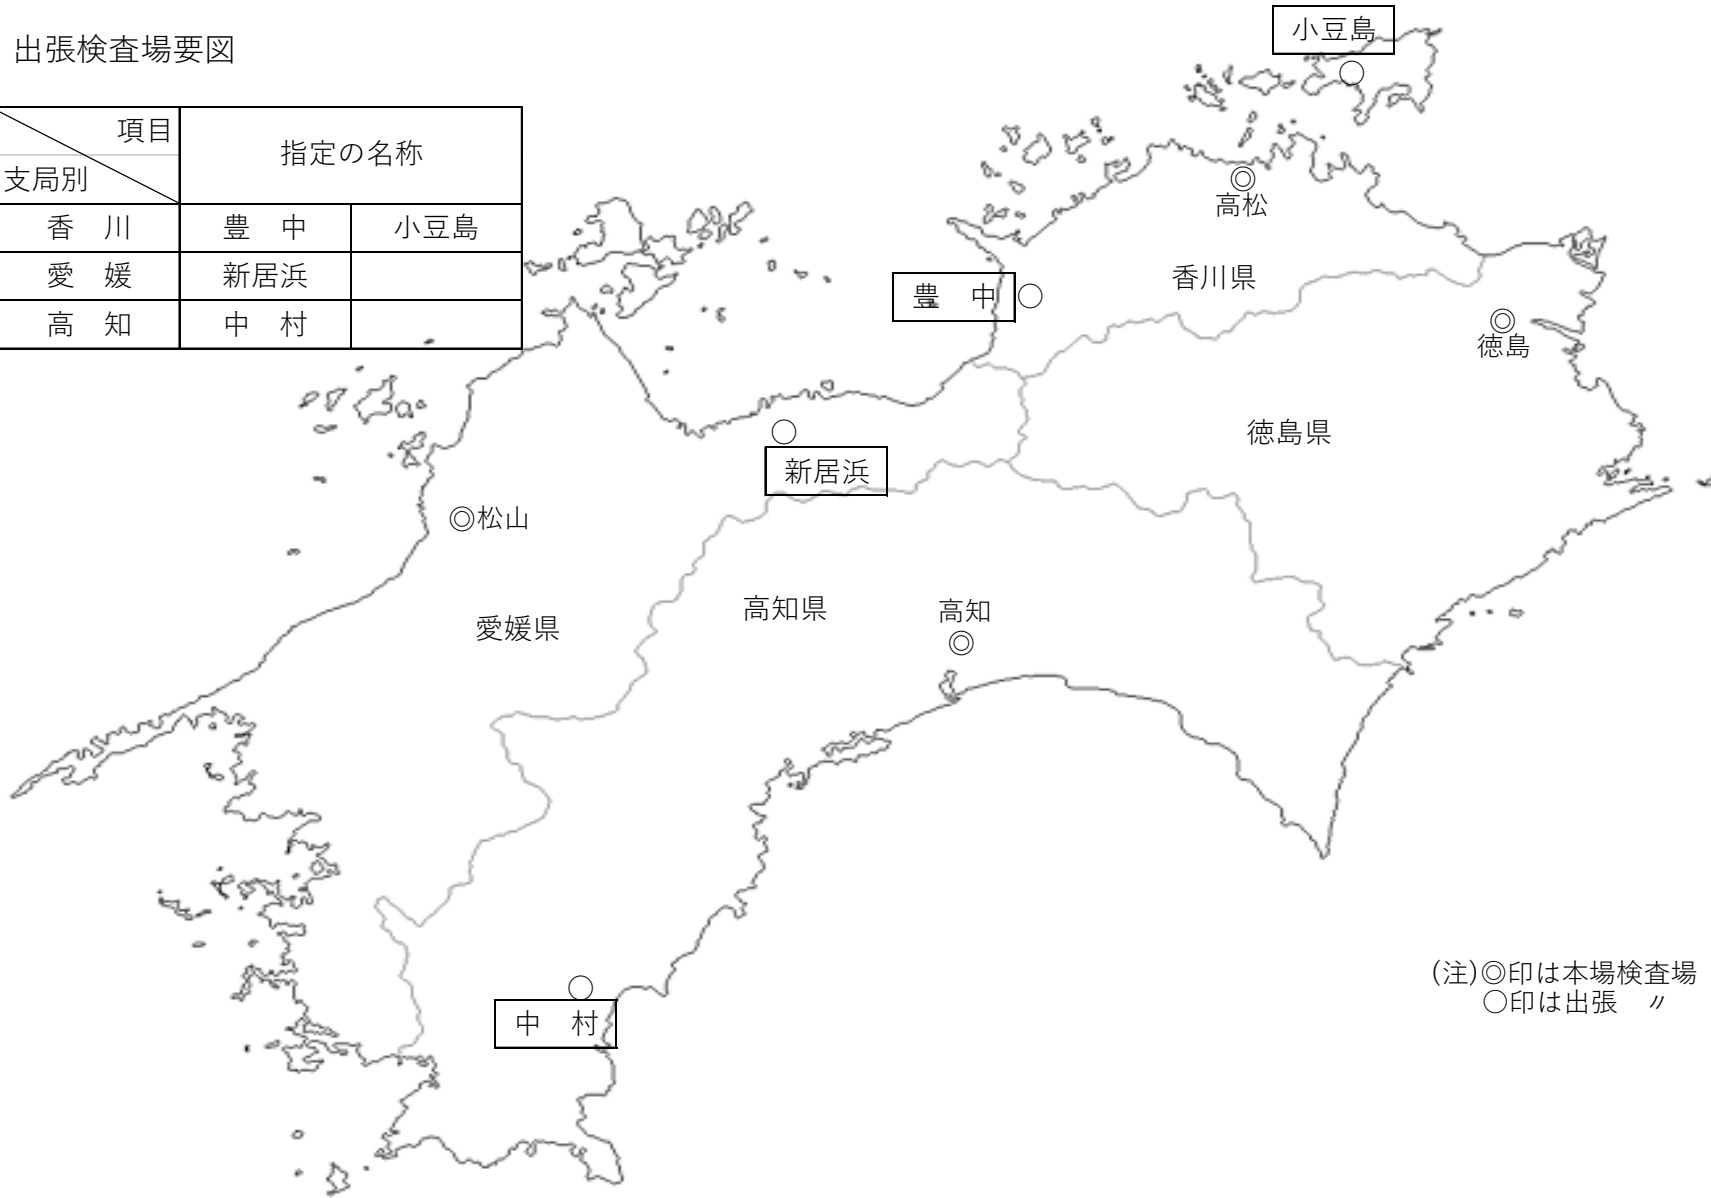 出張検査場要図
項目
支局別
指定の名称
香　川　豊　中　小豆島
愛　媛　新居浜
高　知　中　村
小豆島
◎
高松
香川県
豊　中 ○
◎
徳島
徳島県
○
新居浜
◎松山
愛媛県
高知県
高知
◎
○
中　村
(注)◎印は本場検査場
○印は出張　〃